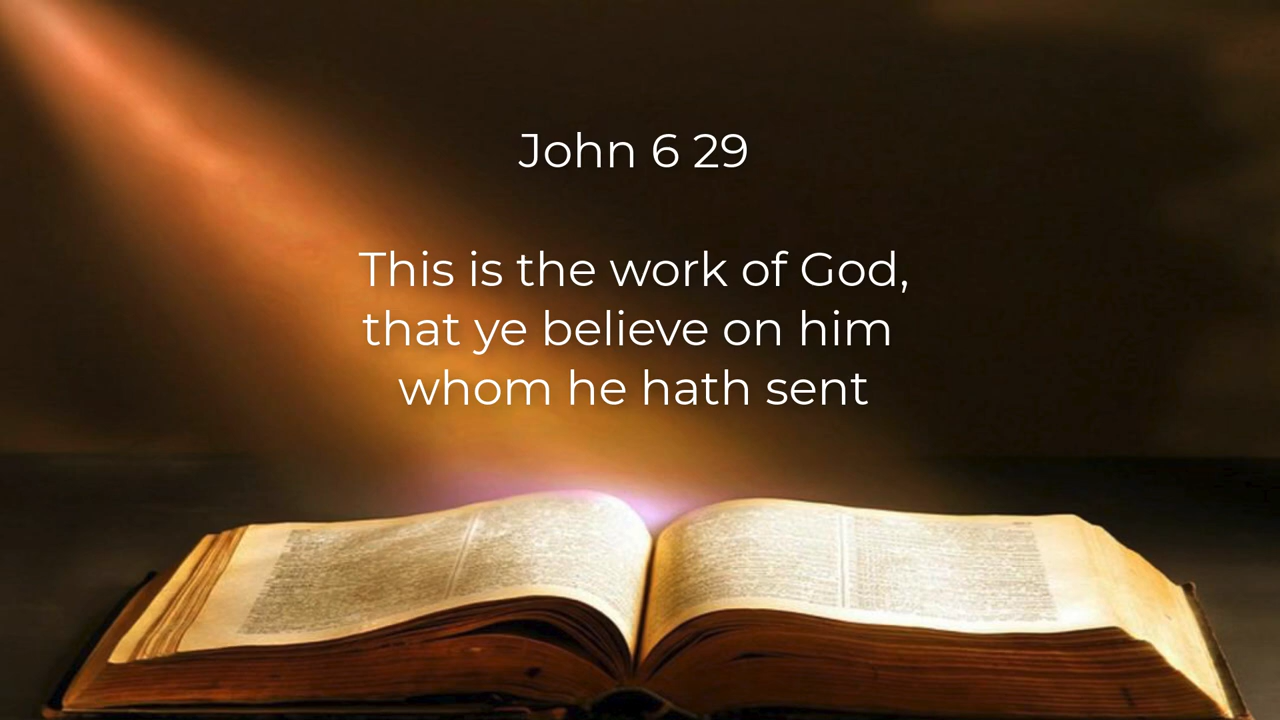 John 6 29
This is the work of God,
that ye believe on him
whom he hath sent